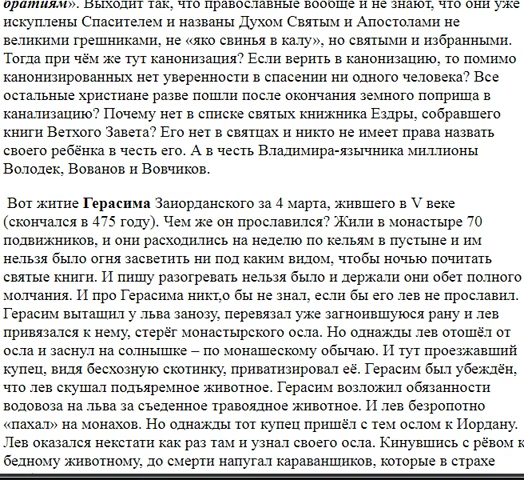 братиям». Выходит так, что православные вообще и не знают, что они уже
искуплены Спасителем и названы Духом Святым и Апостолами не
великими грешниками, не «яко свинья в калу», но святыми и избранными.
Тогда при чём же тут канонизация? Если верить в канонизацию, то помимо
канонизированных нет уверенности в спасении ни одного человека? Все
остальные христиане разве пошли после окончания земного поприща в
канализацию? Почему нет в списке святых книжника Ездры, собравшего
книги Ветхого Завета? Его нет в святцах и никто не имеет права назвать
своего ребёнка в честь его. А в честь Владимира-язычника миллионы
Володек, Вованов и Вовчиков.
Вот житие Герасима Заиорданского за 4 марта, жившего в V веке
(скончался в 475 году). Чем же он прославился? Жили в монастыре 70
подвижников, и они расходились на неделю по кельям в пустыне и им
нельзя было огня засветить ни под каким видом, чтобы ночью почитать
святые книги. И пищу разогревать нельзя было и держали они обет полного
молчания. И про Герасима никт,о бы не знал, если бы его лев не прославил.
Герасим вытащил у льва занозу, перевязал уже загноившуюся рану и лев
привязался к нему, стерёг монастырского осла. Но однажды лев отошёл от
осла и заснул на солнышке – по монашескому обычаю. И тут проезжавший
купец, видя бесхозную скотинку, приватизировал её. Герасим был убеждён,
что лев скушал подъяремное животное. Герасим возложил обязанности
водовоза на льва за съеденное травоядное животное. И лев безропотно
«пахал» на монахов. Но однажды тот купец пришёл с тем ослом к Иордану.
Лев оказался некстати как раз там и узнал своего осла. Кинувшись с рёвом к
бедному животному, до смерти напугал караванщиков, которые в страхе